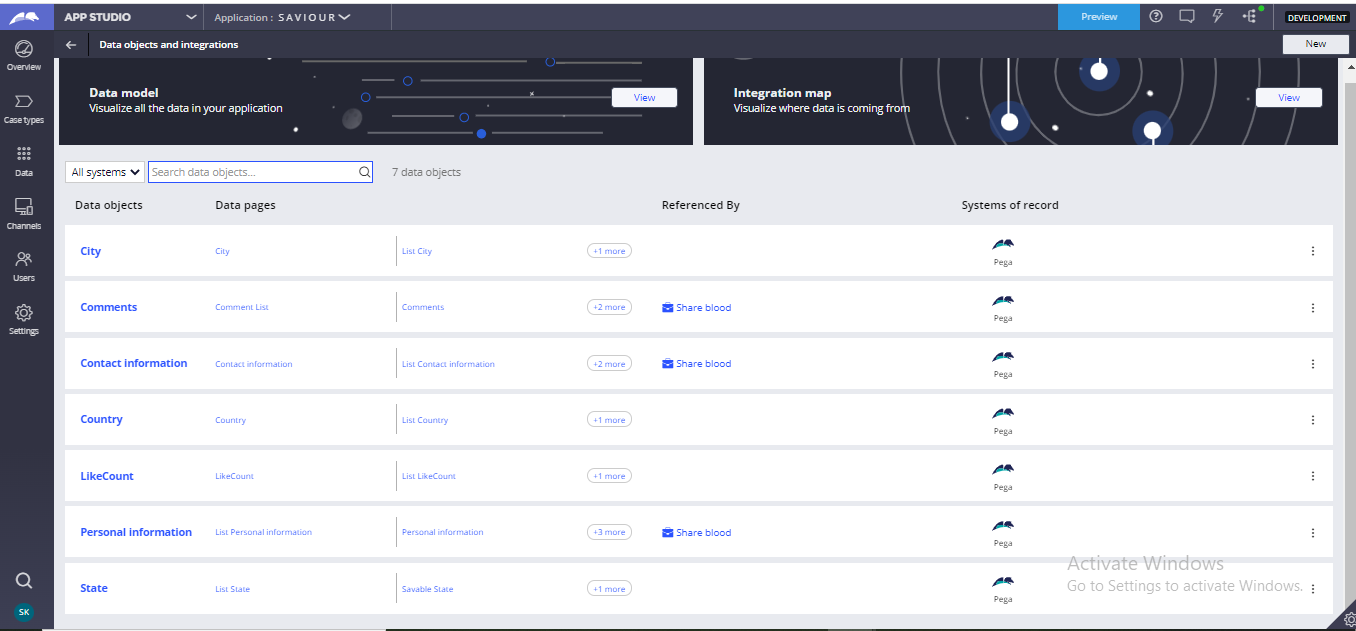 APP STUDIO
Application : SAVIOUR
Preview
DEVELOPMENT
Data objects and integrations
New
Overview
Case types
Data
Channels
Users
Settings
SK
Data model
Visualize all the data in your application
View
Integration map
Visualize where data is coming from
View
All systems
Search data objects...
7 data objects
Data objects Data pages Referenced By Systems of record
City City List City +1 more Pega
Comments Comment List Comments +2 more Share blood Pega
Contact information Contact information List Contact information +2 more Share blood Pega
Country Country List Country +1 more Pega
LikeCount LikeCount List LikeCount +1 more Pega
Personal information List Personal information Personal information +3 more Share blood Pega
State List State Savable State +1 more Pega
Activate Windows
Go to Settings to activate Windows.